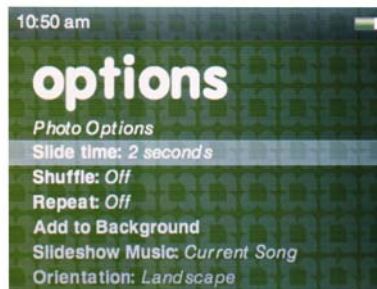 10:50 am
options
Photo Options
Slide time: 2 seconds
Shuffle: Off
Repeat: Off
Add to Background
Slideshow Music: Current Song
Orientation: Landscape